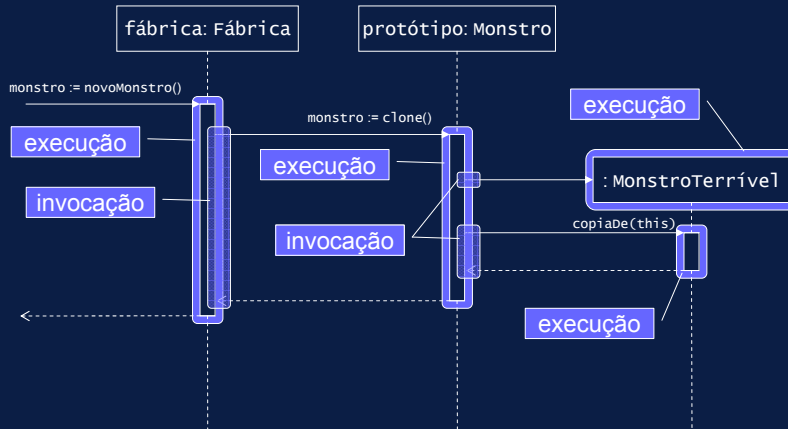 fábrica: Fábrica
protótipo: Monstro
monstro := novoMonstro()
monstro := clone()
execução
execução
execução
: MonstroTerrível
invocação
invocação
copiaDe(this)
execução